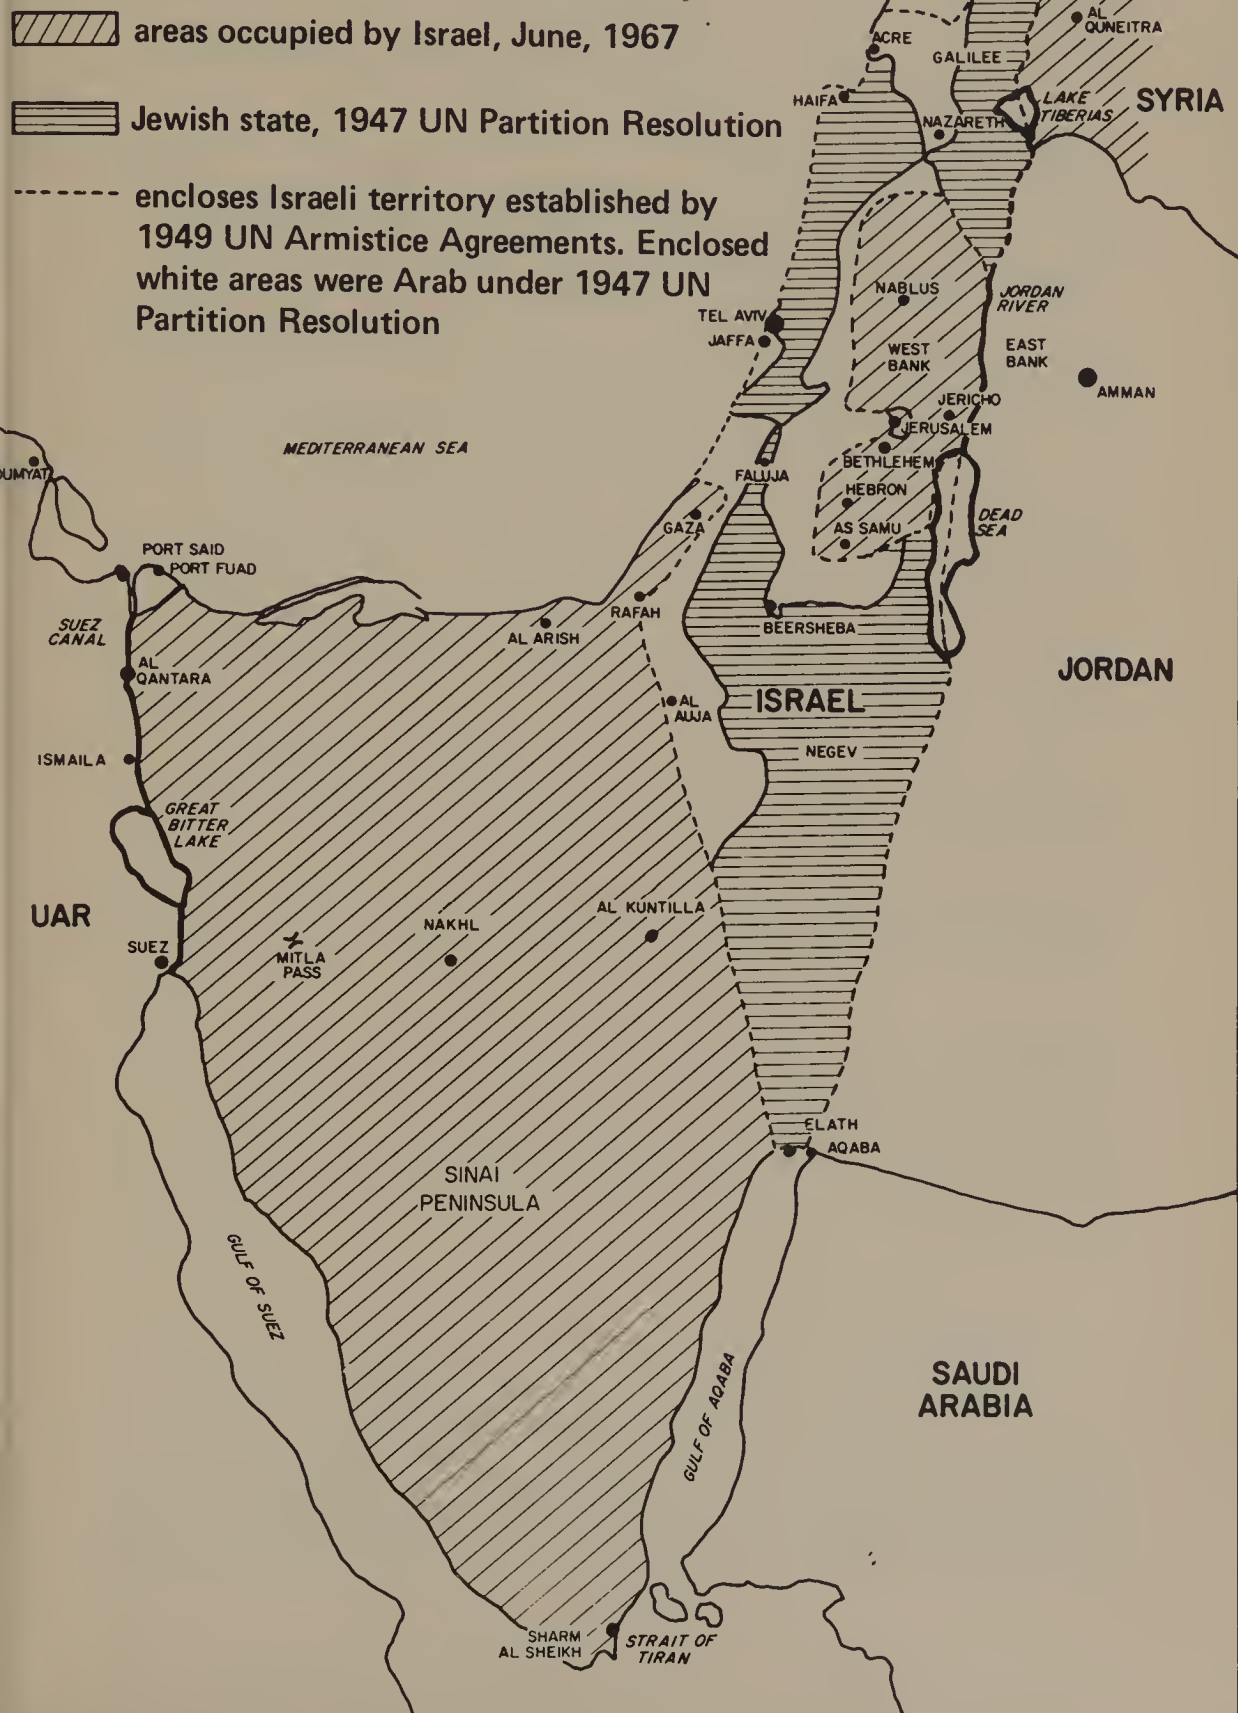 areas occupied by Israel, June, 1967
Jewish state, 1947 UN Partition Resolution
encloses Israeli territory established by
1949 UN Armistice Agreements. Enclosed
white areas were Arab under 1947 UN
Partition Resolution
AL
QUNEITRA
ACRE
GALILEE
SYRIA
HAIFA
LAKE
TIBERIAS
NAZARETH
NABLUS
JORDAN
RIVER
TEL AVIV
JAFFA
WEST
BANK
EAST
BANK
AMMAN
JERICHO
JERUSALEM
MEDITERRANEAN SEA
BETHLEHEM
FALUJA
HEBRON
GAZA
AS SAMU
DEAD
SEA
PORT SAID
PORT FUAD
RAFAH
SUEZ
CANAL
AL ARISH
BEERSHEBA
AL
QANTARA
JORDAN
ISRAEL
AL
AUJA
NEGEV
ISMAILA
GREAT
BITTER
LAKE
UAR
AL KUNTILLA
NAKHL
SUEZ
MITLA
PASS
ELATH
AQABA
SINAI
PENINSULA
GULF OF SUEZ
GULF OF AQABA
SAUDI
ARABIA
SHARM
AL SHEIKH
STRAIT OF
TIRAN